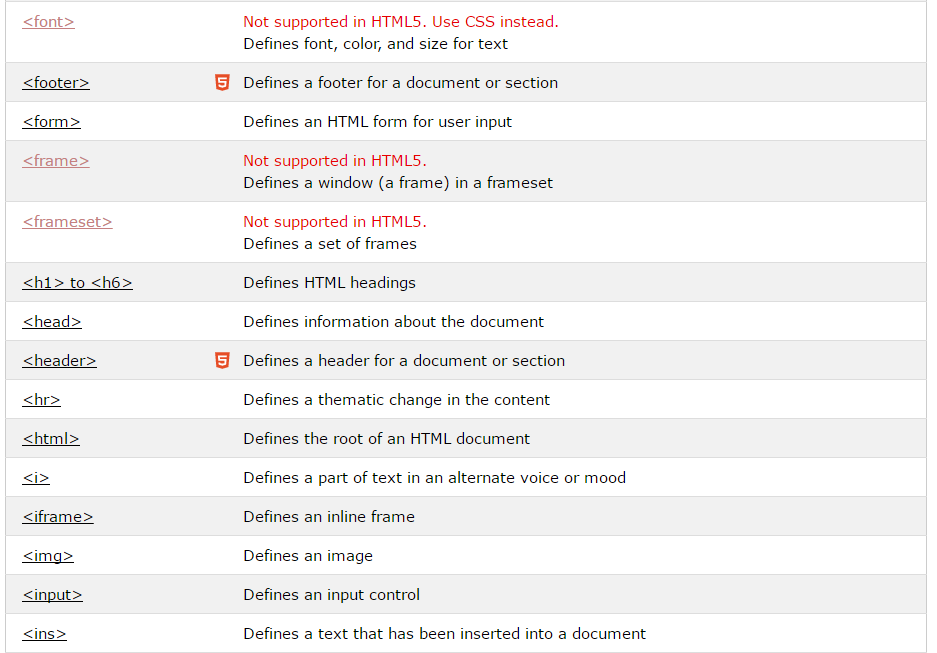 <font> Not supported in HTML5. Use CSS instead.
Defines font, color, and size for text
<footer> 5 Defines a footer for a document or section
<form> Defines an HTML form for user input
<frame> Not supported in HTML5.
Defines a window (a frame) in a frameset
<frameset> Not supported in HTML5.
Defines a set of frames
<h1> to <h6> Defines HTML headings
<head> Defines information about the document
<header> 5 Defines a header for a document or section
<hr> Defines a thematic change in the content
<html> Defines the root of an HTML document
<i> Defines a part of text in an alternate voice or mood
<iframe> Defines an inline frame
<img> Defines an image
<input> Defines an input control
<ins> Defines a text that has been inserted into a document